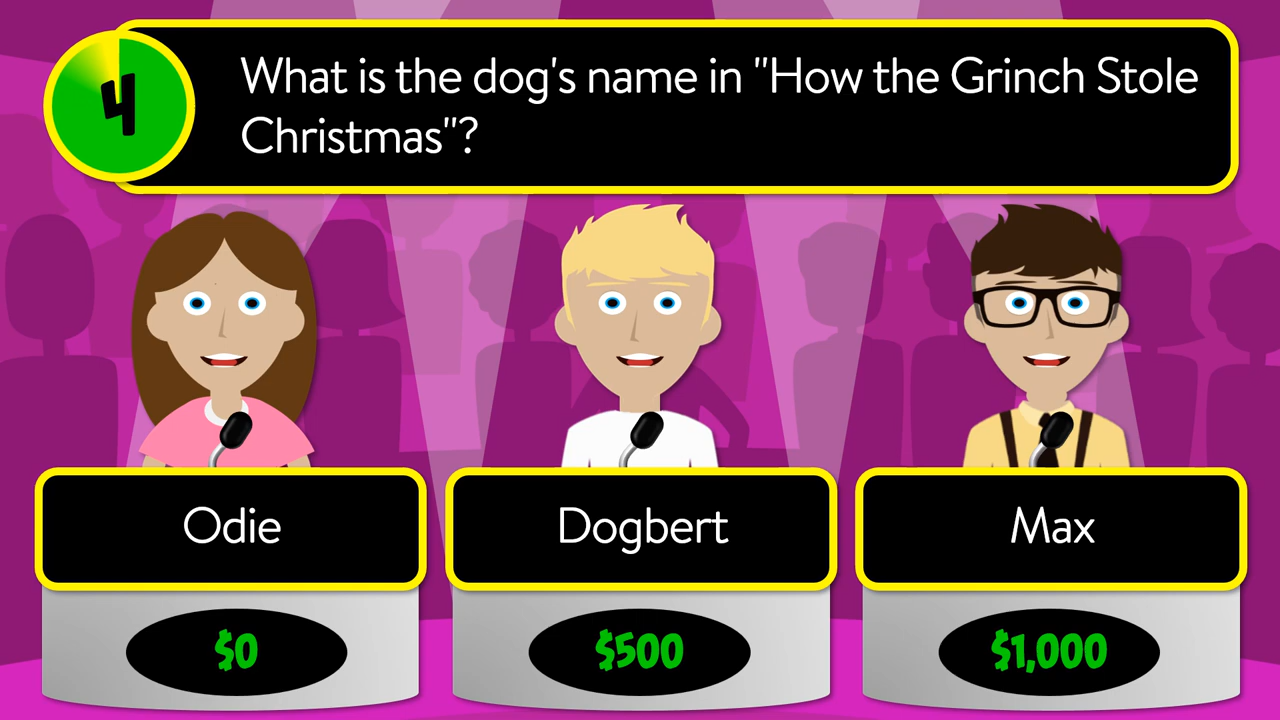 4
What is the dog's name in "How the Grinch Stole
Christmas"?
Odie
Dogbert
Max
$0
$500
$1,000